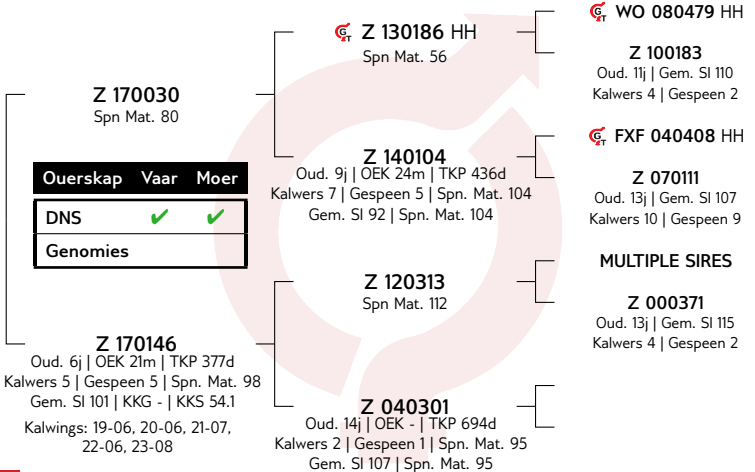 Z 170030
Spn Mat. 80
Ouerskap Vaar Moer
DNS ✔ ✔
Genomies
Z 170146
Oud. 6j | OEK 21m | TKP 377d
Kalwers 5 | Gespeen 5 | Spn. Mat. 98
Gem. SI 101 | KKG - | KKS 54.1
Kalwings: 19-06, 20-06, 21-07,
22-06, 23-08
GT Z 130186 HH
Spn Mat. 56
Z 140104
Oud. 9j | OEK 24m | TKP 436d
Kalwers 7 | Gespeen 5 | Spn. Mat. 104
Gem. SI 92 | Spn. Mat. 104
Z 120313
Spn Mat. 112
Z 040301
Oud. 14j | OEK - | TKP 694d
Kalwers 2 | Gespeen 1 | Spn. Mat. 95
Gem. SI 107 | Spn. Mat. 95
GT WO 080479 HH
Z 100183
Oud. 11j | Gem. SI 110
Kalwers 4 | Gespeen 2
GT FXF 040408 HH
Z 070111
Oud. 13j | Gem. SI 107
Kalwers 10 | Gespeen 9
MULTIPLE SIRES
Z 000371
Oud. 13j | Gem. SI 115
Kalwers 4 | Gespeen 2